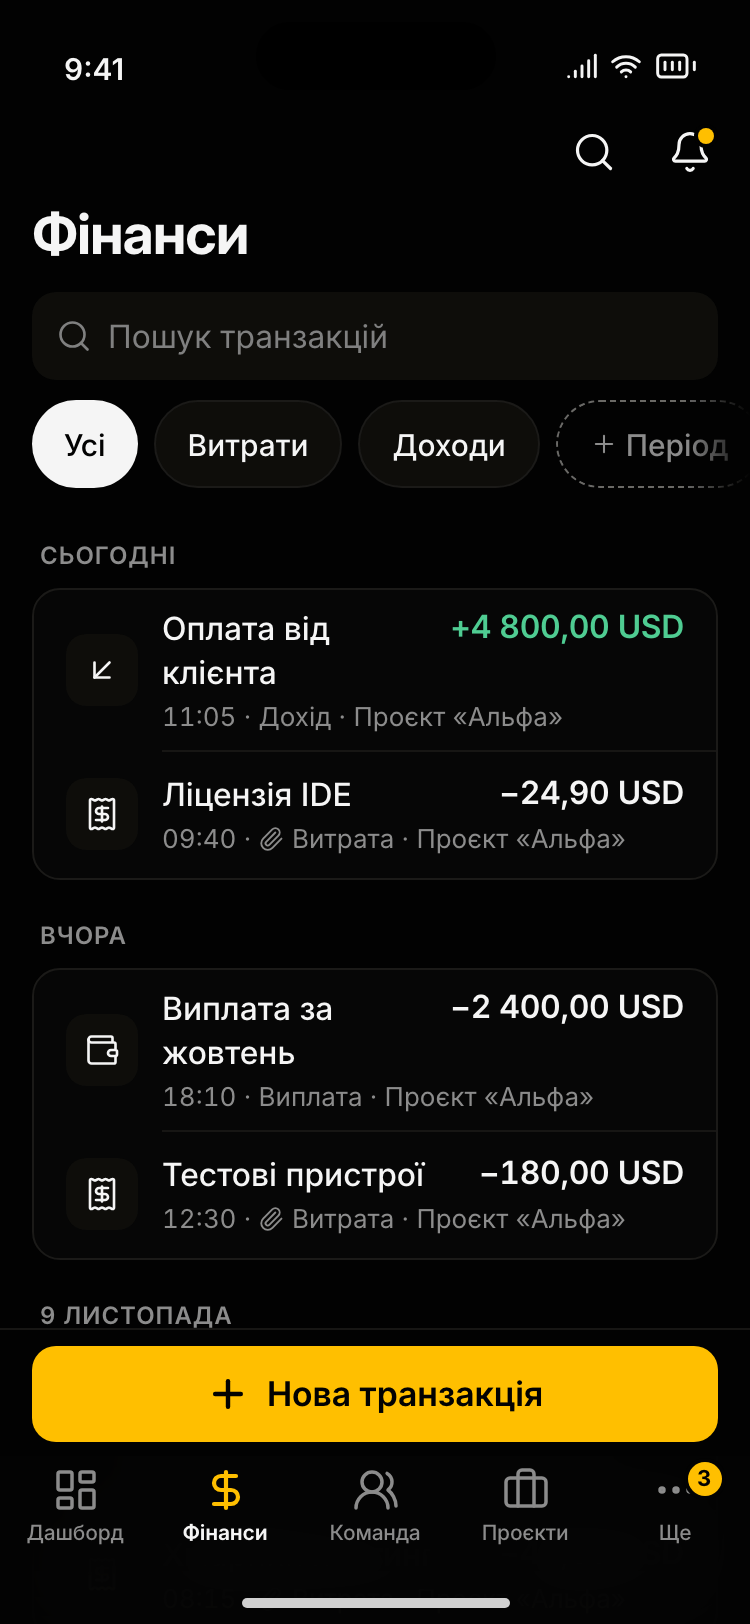 9:41
Фінанси
Пошук транзакцій
Усі
Витрати
Доходи
+ Період
СЬОГОДНІ
Оплата від клієнта
+4 800,00 USD
11:05 · Дохід · Проєкт «Альфа»
Ліцензія IDE
−24,90 USD
09:40 · Витрата · Проєкт «Альфа»
ВЧОРА
Виплата за жовтень
−2 400,00 USD
18:10 · Виплата · Проєкт «Альфа»
Тестові пристрої
−180,00 USD
12:30 · Витрата · Проєкт «Альфа»
9 ЛИСТОПАДА
+ Нова транзакція
Дашборд
Фінанси
Команда
Проєкти
3
Ще